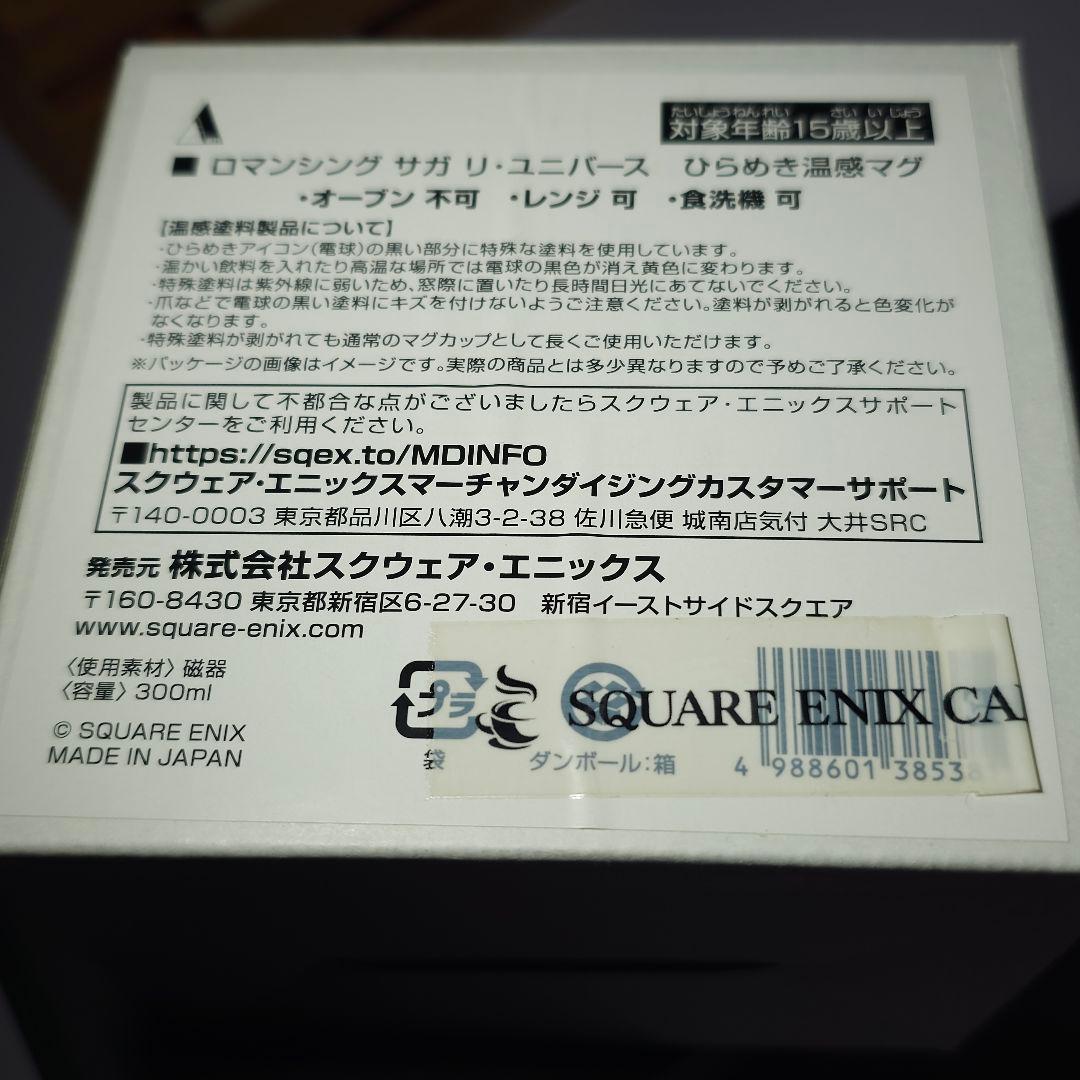 たいしょうねんれい さいいじょう
対象年齢15歳以上
■ ロマンシング サガ リ・ユニバース ひらめき温感マグ
・オーブン 不可 ・レンジ 可 ・食洗機 可
【温感塗料製品について】
・ひらめきアイコン(電球)の黒い部分に特殊な塗料を使用しています。
・温かい飲料を入れたり高温な場所では電球の黒色が消え黄色に変わります。
・特殊塗料は紫外線に弱いため、窓際に置いたり長時間日光にあてないでください。
・爪などで電球の黒い塗料にキズを付けないようご注意ください。塗料が剥がれると色変化が
なくなります。
・特殊塗料が剥がれても通常のマグカップとして長くご使用いただけます。
※パッケージの画像はイメージです。実際の商品とは多少異なりますので予めご了承ください。
製品に関して不都合な点がございましたらスクウェア・エニックスサポート
センターをご利用ください。
■https://sqex.to/MDINFO
スクウェア・エニックスマーチャンダイジングカスタマーサポート
〒140-0003 東京都品川区八潮3-2-38 佐川急便 城南店気付 大井SRC
発売元 株式会社スクウェア・エニックス
〒160-8430 東京都新宿区6-27-30 新宿イーストサイドスクエア
www.square-enix.com
〈使用素材〉磁器
〈容量〉300ml
© SQUARE ENIX
MADE IN JAPAN
プラ
袋
ダンボール:箱
SQUARE ENIX CA
4 988601 38538